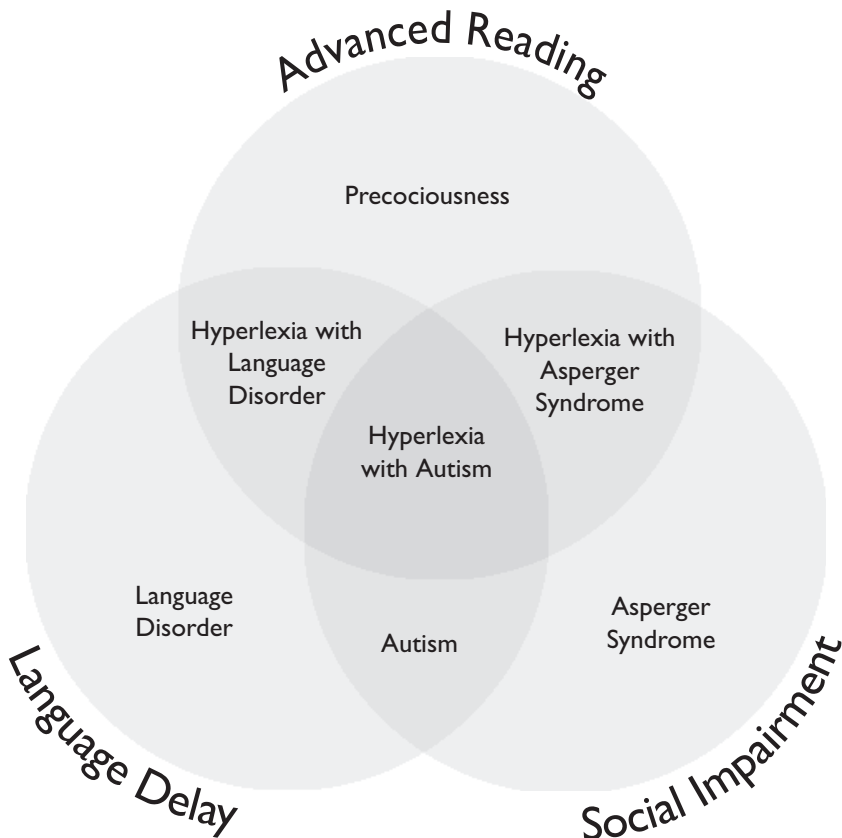 Advanced Reading
Precociousness
Hyperlexia with
Language
Disorder
Hyperlexia with
Asperger
Syndrome
Hyperlexia
with Autism
Language
Disorder
Autism
Asperger
Syndrome
Language Delay
Social Impairment